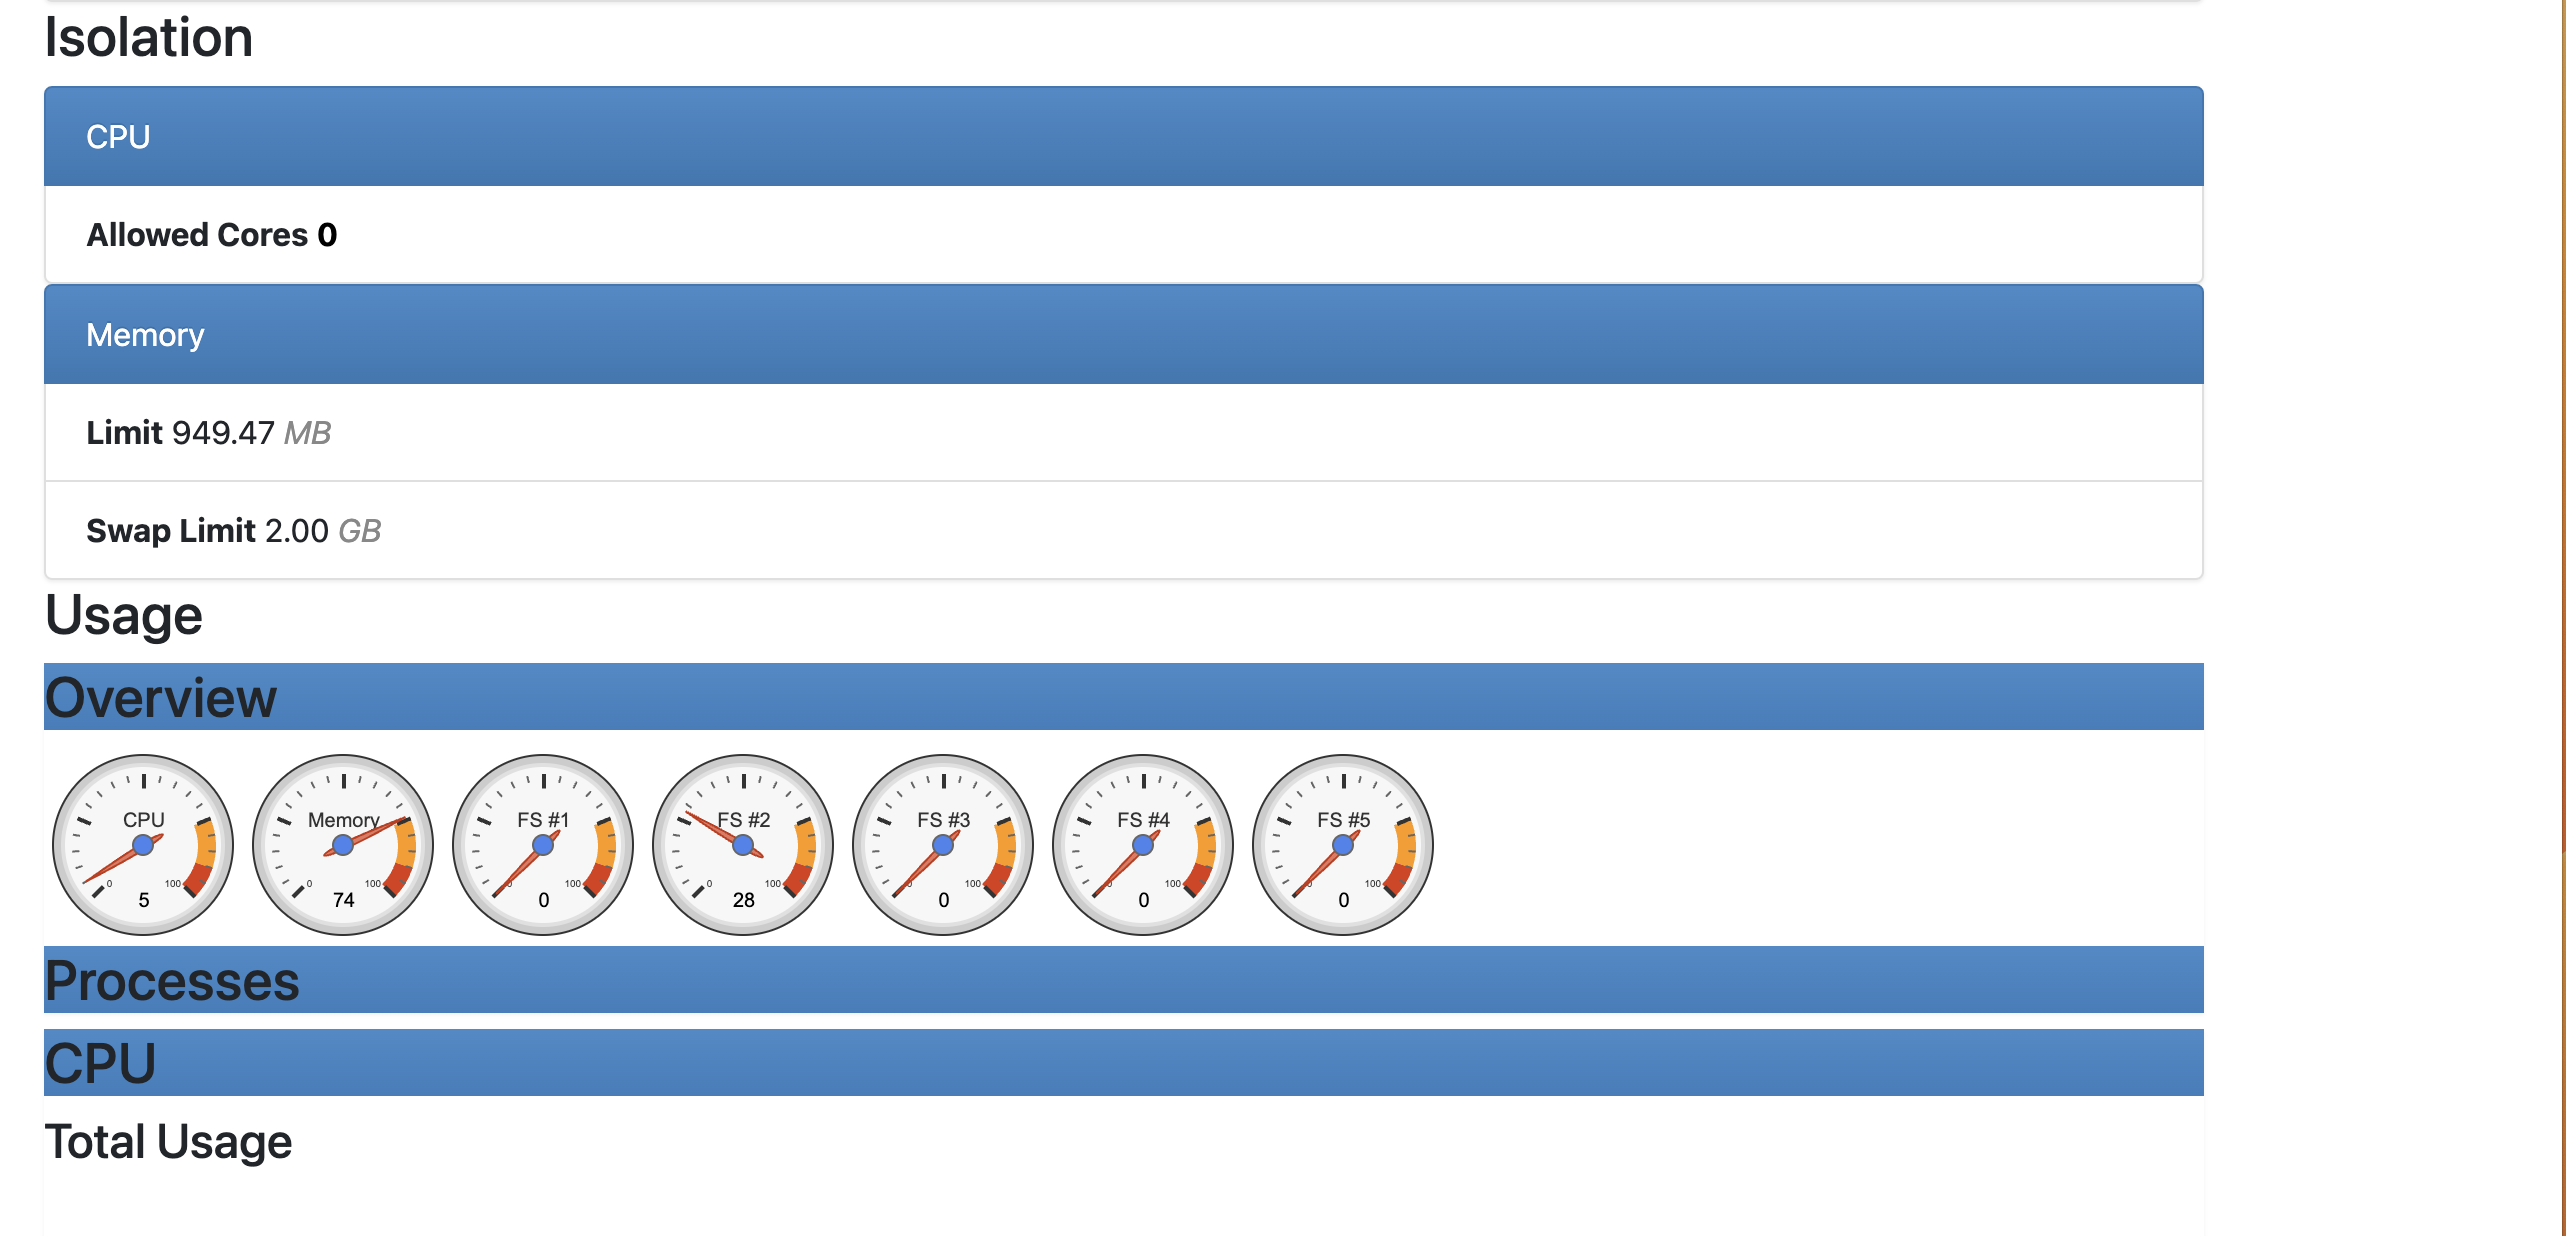 Isolation
CPU
Allowed Cores 0
Memory
Limit 949.47 MB
Swap Limit 2.00 GB
Usage
Overview
CPU 0 100 5
Memory 0 100 74
FS #1 0 100 0
FS #2 0 100 28
FS #3 0 100 0
FS #4 0 100 0
FS #5 0 100 0
Processes
CPU
Total Usage